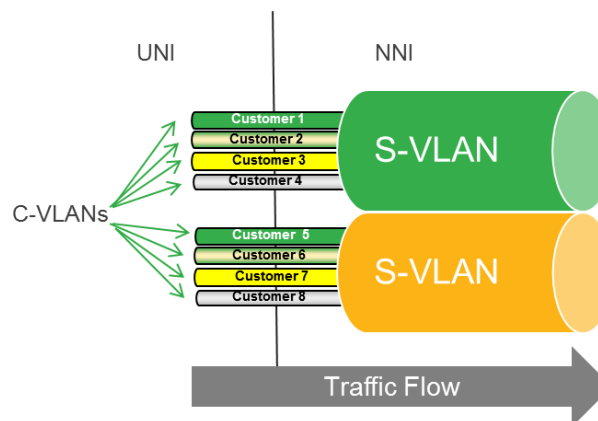 UNI
NNI
Customer 1
Customer 2
Customer 3
Customer 4
S-VLAN
C-VLANs
Customer 5
Customer 6
Customer 7
Customer 8
S-VLAN
Traffic Flow